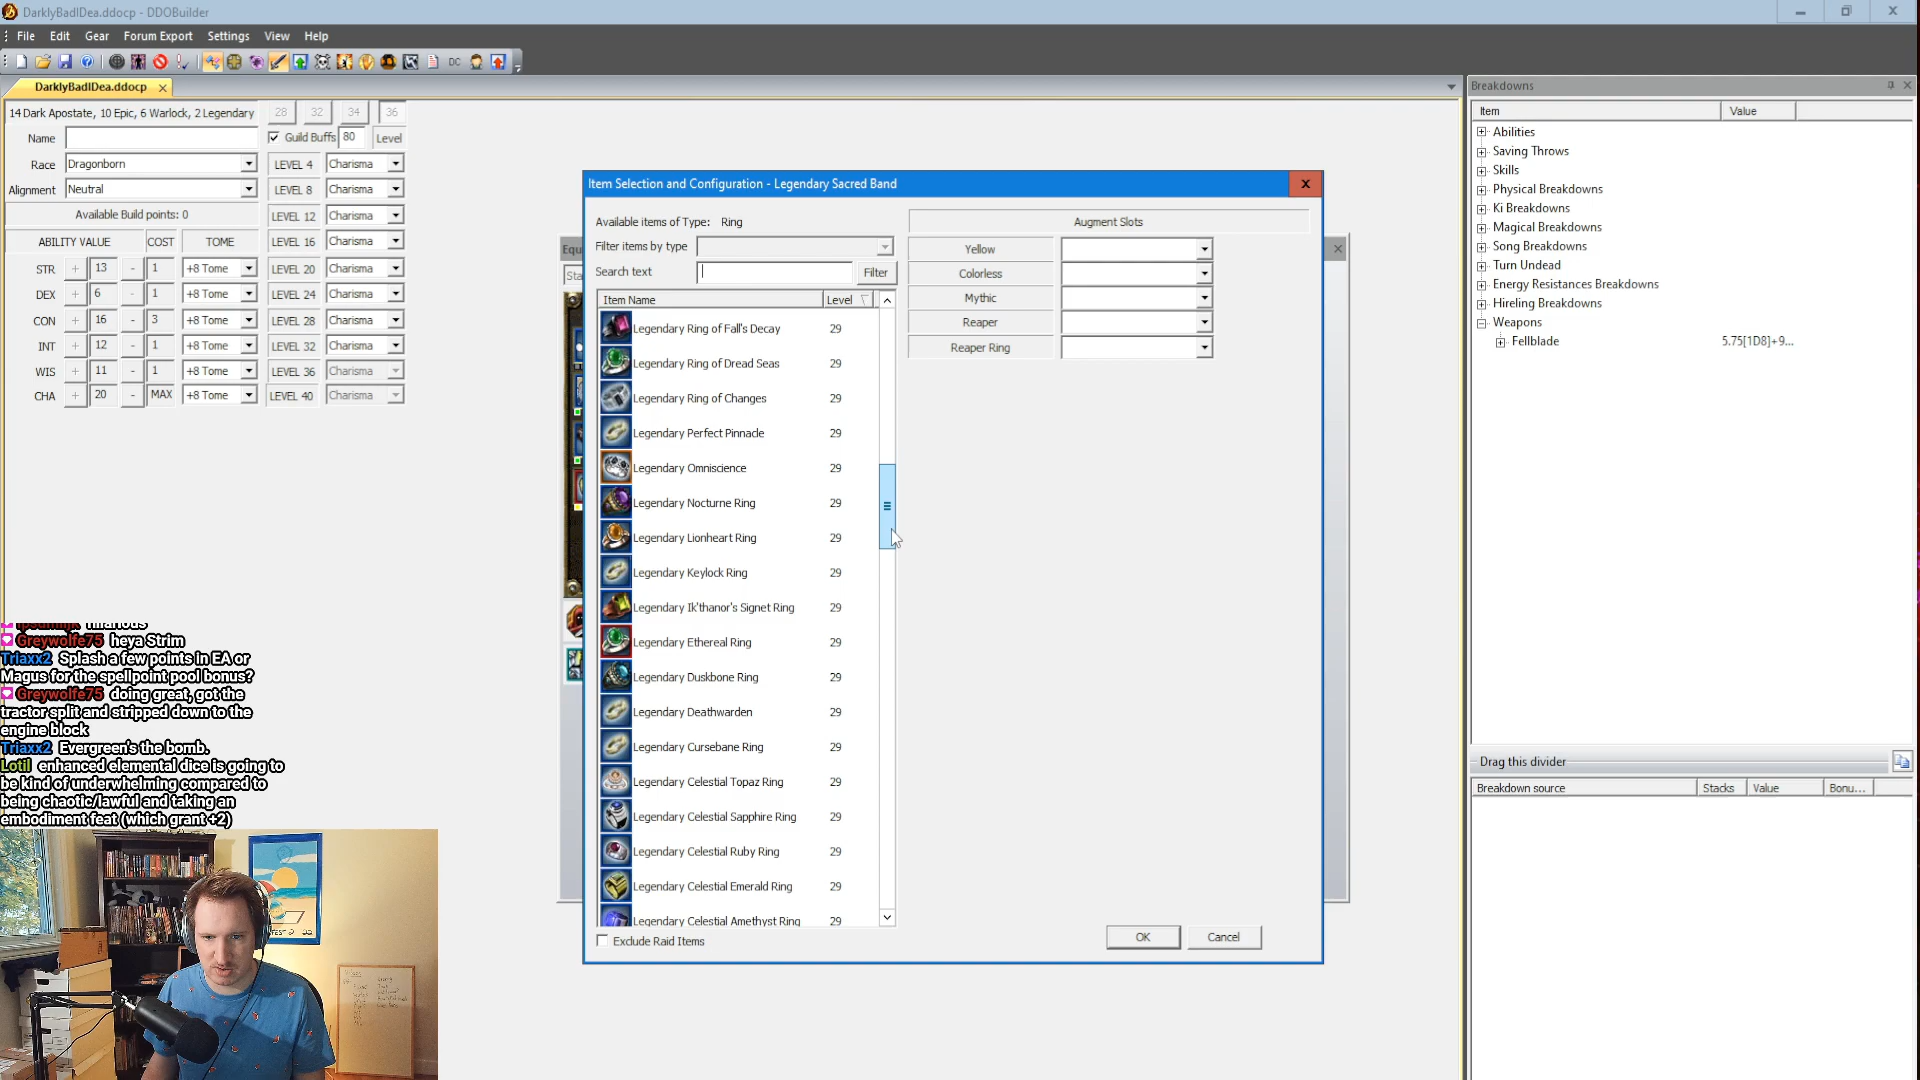 DarklyBadIDea.ddocp - DDOBuilder
File Edit Gear Forum Export Settings View Help
DC
DarklyBadIDea.ddocp
14 Dark Apostate, 10 Epic, 6 Warlock, 2 Legendary 28 32 34 36
Name Guild Buffs 80 Level
Race Dragonborn LEVEL 4 Charisma
Alignment Neutral LEVEL 8 Charisma
Available Build points: 0 LEVEL 12 Charisma
ABILITY VALUE COST TOME LEVEL 16 Charisma
STR + 13 - 1 +8 Tome LEVEL 20 Charisma
DEX + 6 - 1 +8 Tome LEVEL 24 Charisma
CON + 16 - 3 +8 Tome LEVEL 28 Charisma
INT + 12 - 1 +8 Tome LEVEL 32 Charisma
WIS + 11 - 1 +8 Tome LEVEL 36 Charisma
CHA + 20 - MAX +8 Tome LEVEL 40 Charisma
Greywolfe75 heya Strim
Triaxx2 Splash a few points in EA or
Magus for the spellpoint pool bonus?
Greywolfe75 doing great, got the
tractor split and stripped down to the
engine block
Triaxx2 Evergreen's the bomb.
Lotil enhanced elemental dice is going to
be kind of underwhelming compared to
being chaotic/lawful and taking an
embodiment feat (which grant +2)
Equ
Sta
Item Selection and Configuration - Legendary Sacred Band
Available items of Type: Ring
Filter items by type
Search text Filter
Item Name Level
Legendary Ring of Fall's Decay 29
Legendary Ring of Dread Seas 29
Legendary Ring of Changes 29
Legendary Perfect Pinnacle 29
Legendary Omniscience 29
Legendary Nocturne Ring 29
Legendary Lionheart Ring 29
Legendary Keylock Ring 29
Legendary Ik'thanor's Signet Ring 29
Legendary Ethereal Ring 29
Legendary Duskbone Ring 29
Legendary Deathwarden 29
Legendary Cursebane Ring 29
Legendary Celestial Topaz Ring 29
Legendary Celestial Sapphire Ring 29
Legendary Celestial Ruby Ring 29
Legendary Celestial Emerald Ring 29
Legendary Celestial Amethyst Ring 29
Exclude Raid Items
Augment Slots
Yellow
Colorless
Mythic
Reaper
Reaper Ring
OK Cancel
Breakdowns
Item Value
Abilities
Saving Throws
Skills
Physical Breakdowns
Ki Breakdowns
Magical Breakdowns
Song Breakdowns
Turn Undead
Energy Resistances Breakdowns
Hireling Breakdowns
Weapons
Fellblade 5.75[1D8]+9...
Drag this divider
Breakdown source Stacks Value Bonu...